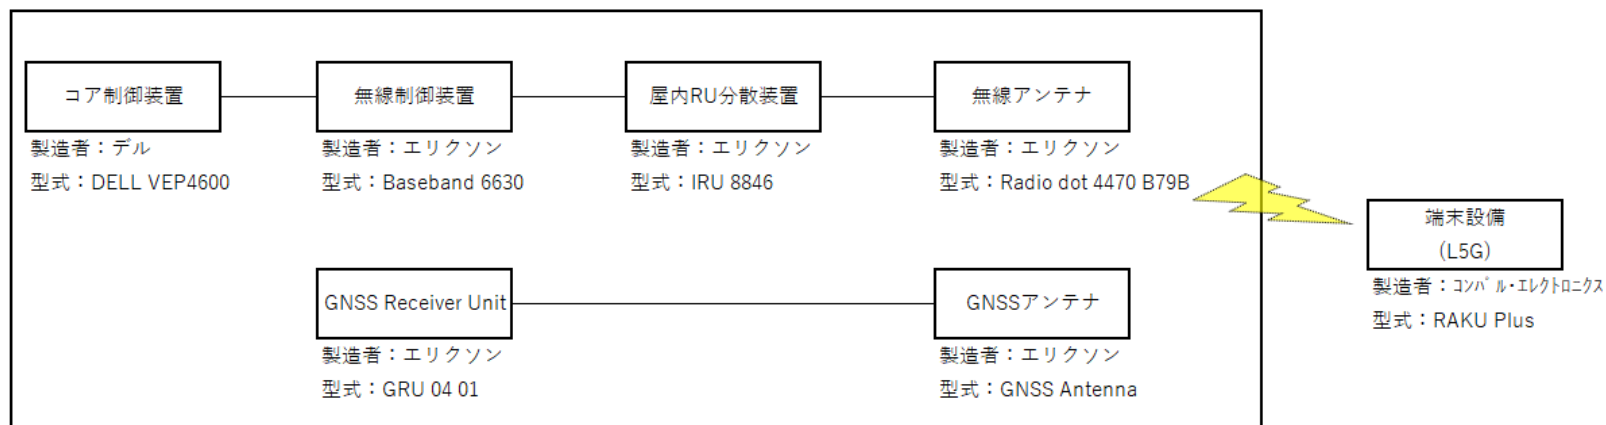 コア制御装置
製造者：デル
型式：DELL VEP4600
無線制御装置
製造者：エリクソン
型式：Baseband 6630
屋内RU分散装置
製造者：エリクソン
型式：IRU 8846
無線アンテナ
製造者：エリクソン
型式：Radio dot 4470 B79B
端末設備
(L5G)
製造者：ｺﾝﾊﾟﾙ･ｴﾚｸﾄﾛﾆｸｽ
型式：RAKU Plus
GNSS Receiver Unit
製造者：エリクソン
型式：GRU 04 01
GNSSアンテナ
製造者：エリクソン
型式：GNSS Antenna